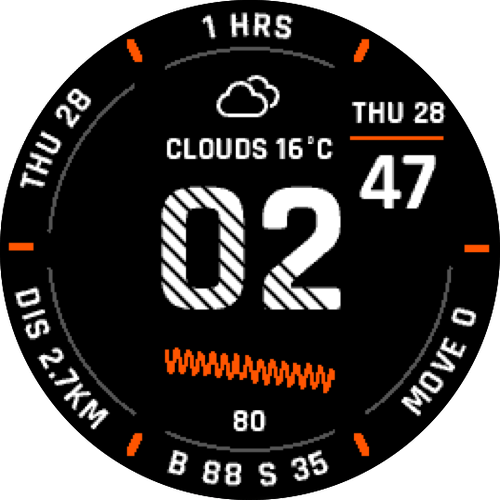 1 HRS
THU 28
THU 28
CLOUDS 16°C
47
02
DIS 2.7KM
MOVE 0
80
B 88 S 35